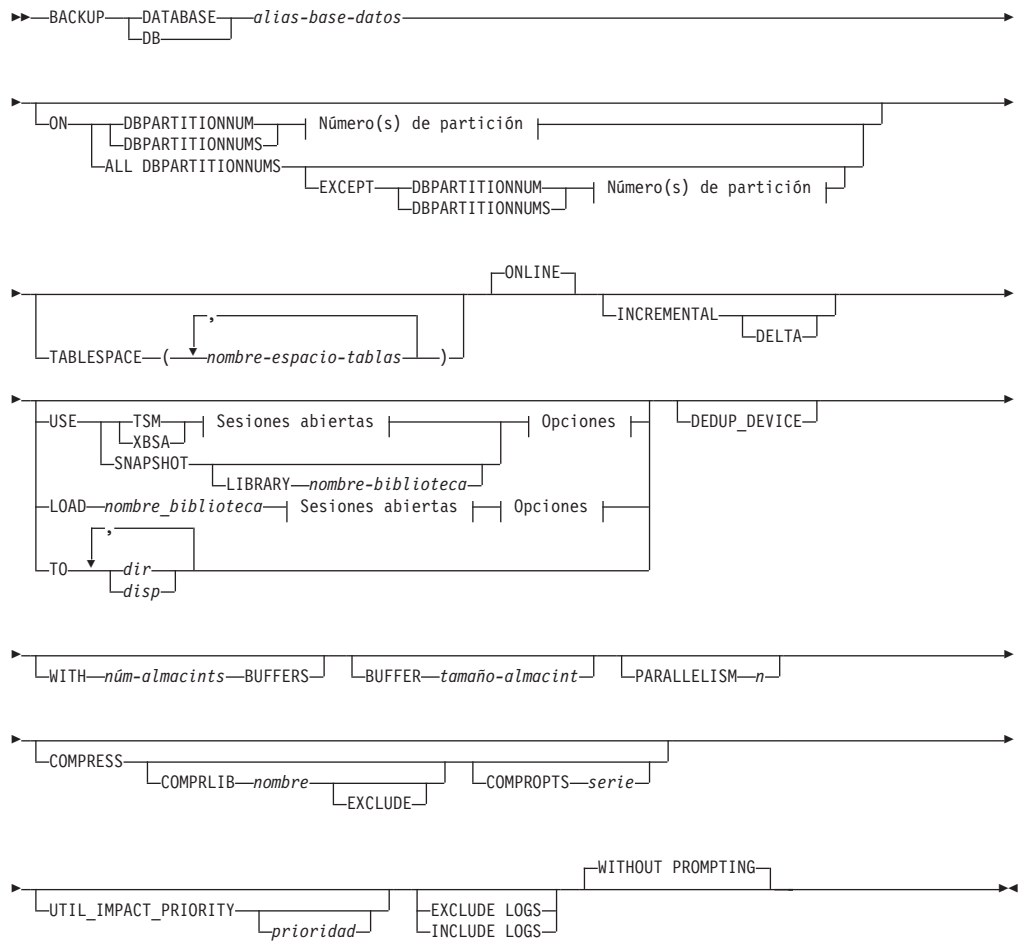 BACKUP DATABASE alias-base-datos
DB
ON DBPARTITIONNUM Número(s) de partición
DBPARTITIONNUMS
ALL DBPARTITIONNUMS
EXCEPT DBPARTITIONNUM Número(s) de partición
DBPARTITIONNUMS
ONLINE
INCREMENTAL
DELTA
,
TABLESPACE ( nombre-espacio-tablas )
USE TSM Sesiones abiertas Opciones DEDUP_DEVICE
XBSA
SNAPSHOT
LIBRARY nombre-biblioteca
LOAD nombre_biblioteca Sesiones abiertas Opciones
,
TO dir
disp
WITH núm-almacints BUFFERS BUFFER tamaño-almacint PARALLELISM n
COMPRESS
COMPRLIB nombre COMPROPTS serie
EXCLUDE
WITHOUT PROMPTING
UTIL_IMPACT_PRIORITY EXCLUDE LOGS
prioridad INCLUDE LOGS